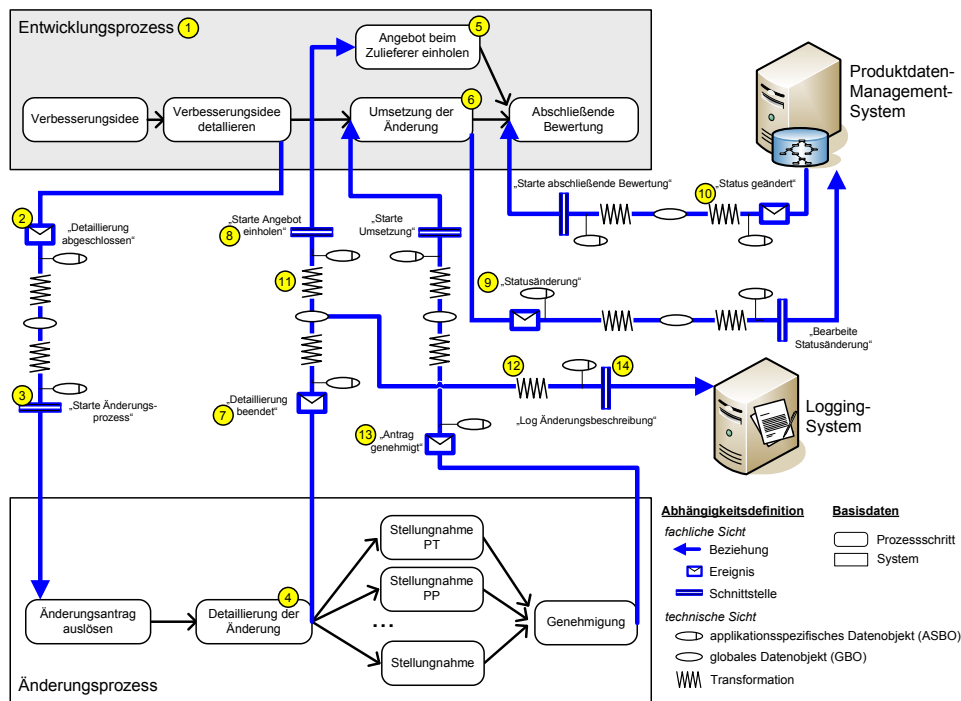 Entwicklungsprozess 1
5
Angebot beim
Zulieferer einholen
Verbesserungsidee
Verbesserungsidee
detallieren
6
Umsetzung der
Änderung
Abschließende
Bewertung
Produktdaten-
Management-
System
2
„Detaillierung
abgeschlossen“
„Starte Angebot
einholen“
8
„Starte
Umsetzung“
„Starte abschließende Bewertung“
10
„Status geändert“
11
9
„Statusänderung“
„Bearbeite
Statusänderung“
3
„Starte Änderungs-
prozess“
„Detaillierung
beendet“
7
12
14
„Log Änderungsbeschreibung“
13
„Antrag
genehmigt“
Logging-
System
Änderungsantrag
auslösen
4
Detaillierung der
Änderung
Stellungnahme
PT
Stellungnahme
PP
...
Stellungnahme
Genehmigung
Änderungsprozess
Abhängigkeitsdefinition
fachliche Sicht
Beziehung
Ereignis
Schnittstelle
technische Sicht
applikationsspezifisches Datenobjekt (ASBO)
globales Datenobjekt (GBO)
Transformation
Basisdaten
Prozessschritt
System